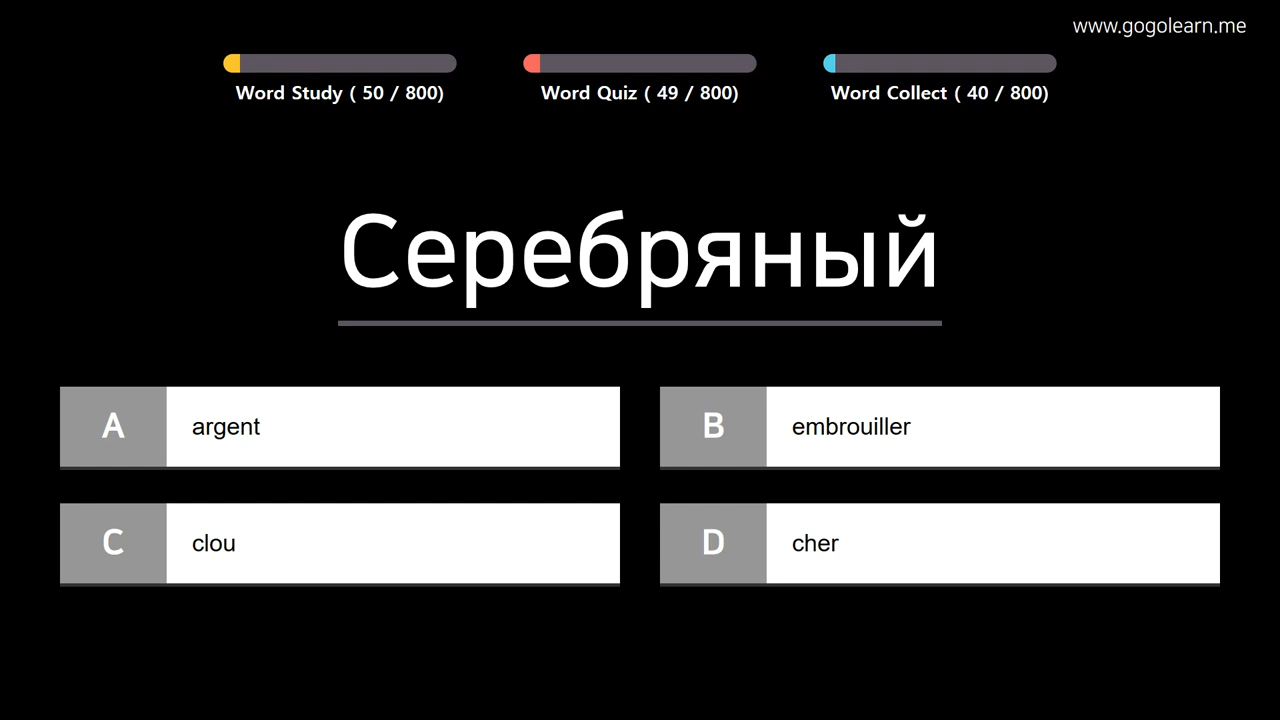 www.gogolearn.me
Word Study ( 50 / 800)
Word Quiz ( 49 / 800)
Word Collect ( 40 / 800)
Серебряный
A argent
B embrouiller
C clou
D cher